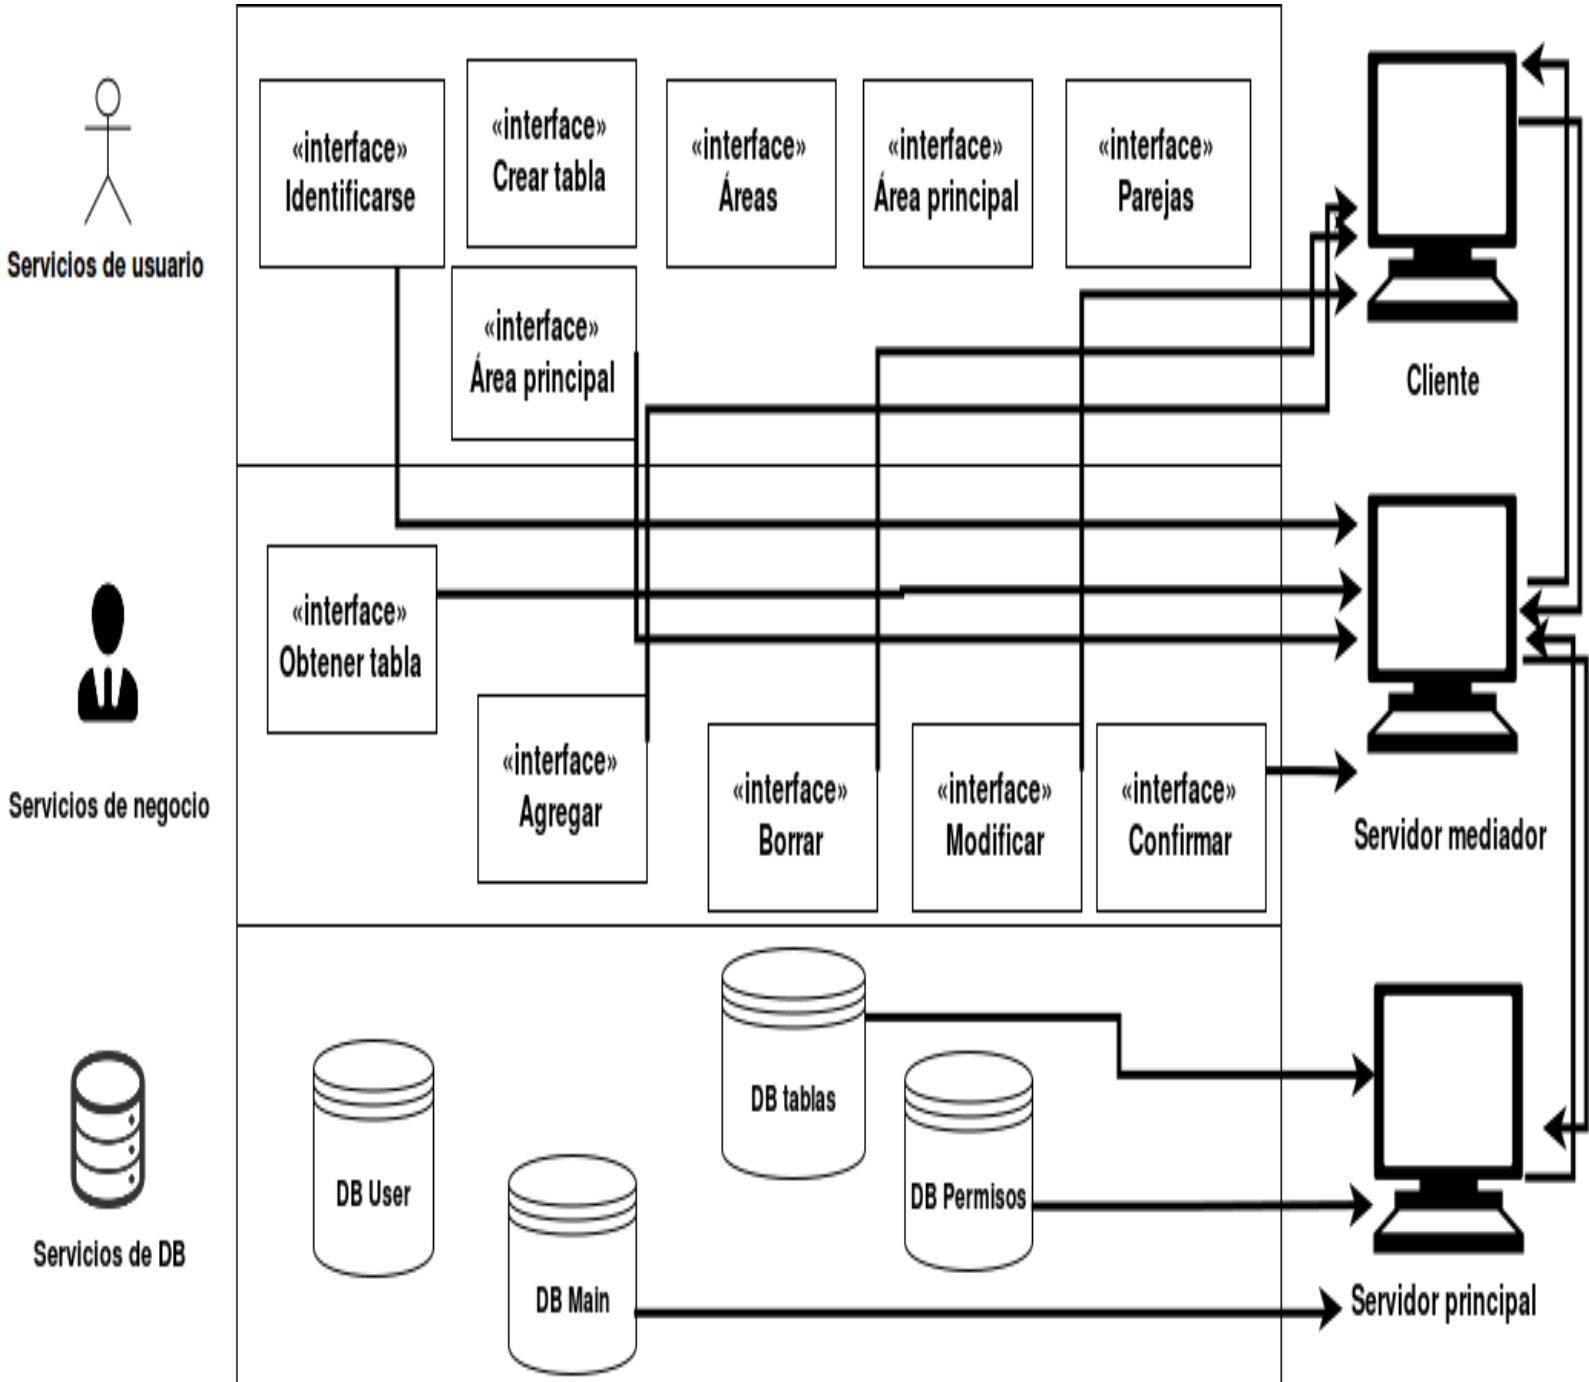 «interface»
Identificarse
«interface»
Crear tabla
«interface»
Áreas
«interface»
Área principal
«interface»
Parejas
Servicios de usuario
«interface»
Área principal
Cliente
«interface»
Obtener tabla
«interface»
Agregar
«interface»
Borrar
«interface»
Modificar
«interface»
Confirmar
Servicios de negocio
Servidor mediador
DB tablas
DB User
DB Permisos
Servicios de DB
DB Main
Servidor principal